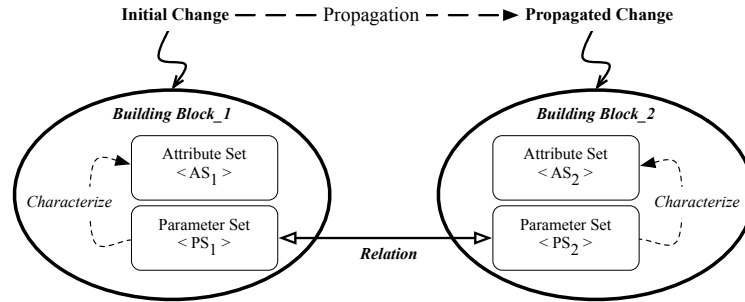 Initial Change
Propagation
Propagated Change
Building Block_1
Attribute Set
< AS1 >
Characterize
Parameter Set
< PS1 >
Relation
Building Block_2
Attribute Set
< AS2 >
Characterize
Parameter Set
< PS2 >